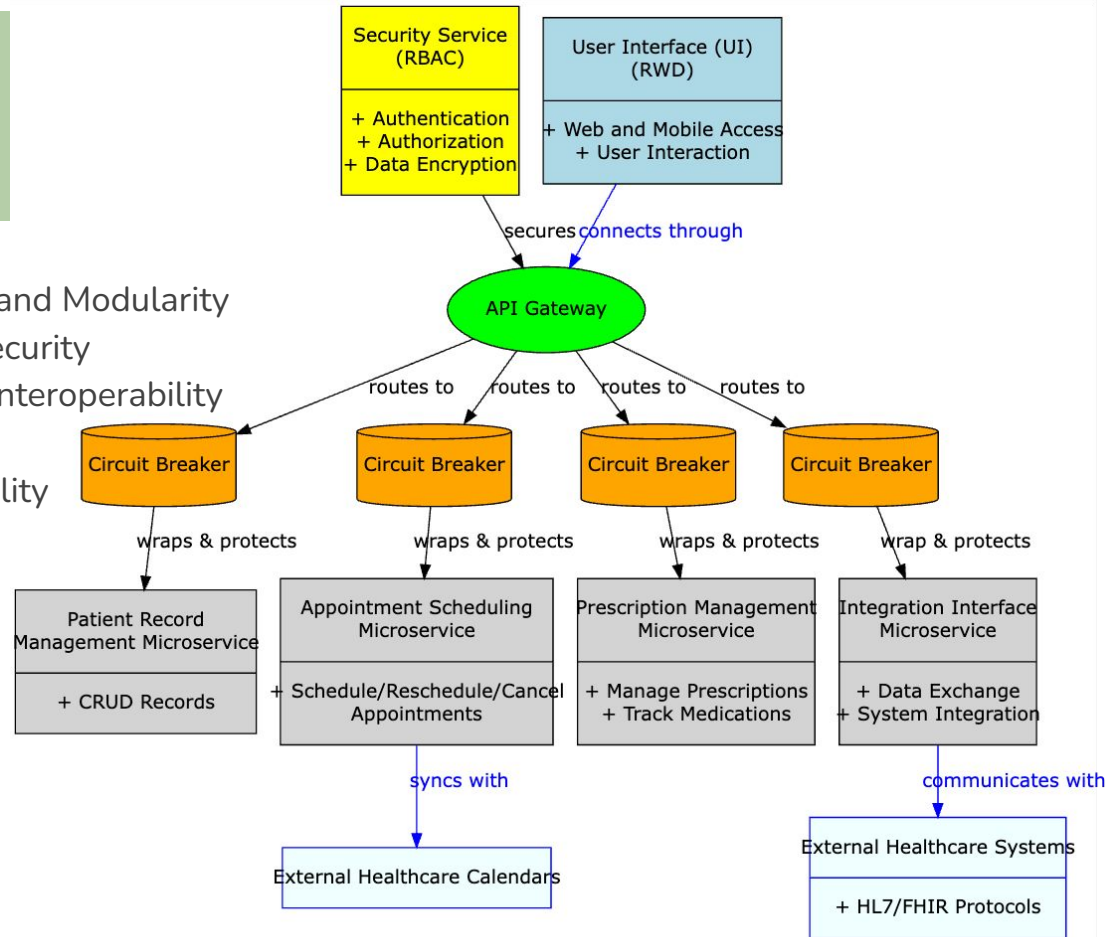 Security Service
(RBAC)
+ Authentication
+ Authorization
+ Data Encryption
User Interface (UI)
(RWD)
+ Web and Mobile Access
+ User Interaction
secures
connects through
and Modularity
ecurity
nteroperability
lity
API Gateway
routes to
routes to
routes to
routes to
Circuit Breaker
Circuit Breaker
Circuit Breaker
Circuit Breaker
wraps & protects
wraps & protects
wraps & protects
wrap & protects
Patient Record
Management Microservice
+ CRUD Records
Appointment Scheduling
Microservice
+ Schedule/Reschedule/Cancel
Appointments
Prescription Management
Microservice
+ Manage Prescriptions
+ Track Medications
Integration Interface
Microservice
+ Data Exchange
+ System Integration
syncs with
communicates with
External Healthcare Calendars
External Healthcare Systems
+ HL7/FHIR Protocols